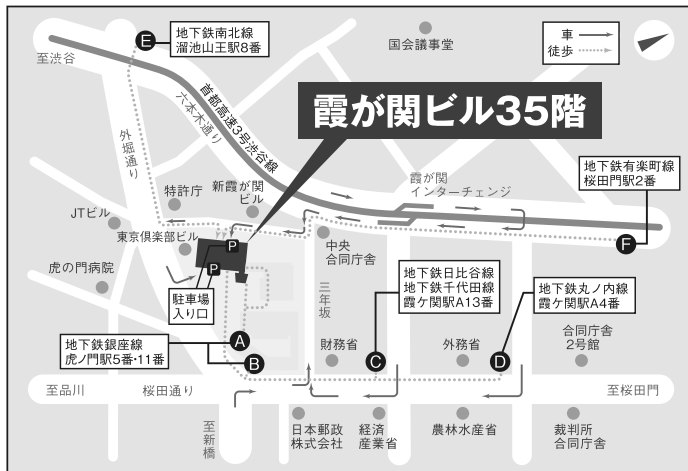 E
地下鉄南北線
溜池山王駅8番
国会議事堂
車
徒歩
至渋谷
首都高速3号渋谷線
六本木通り
霞が関ビル35階
外堀通り
地下鉄有楽町線
桜田門駅2番
F
霞が関
インターチェンジ
特許庁
新霞が関
ビル
JTビル
東京倶楽部ビル
P
P
中央
合同庁舎
虎の門病院
駐車場
入り口
三年坂
地下鉄日比谷線
地下鉄千代田線
霞ケ関駅A13番
地下鉄丸ノ内線
霞ケ関駅A4番
地下鉄銀座線
虎ノ門駅5番・11番
A
B
財務省
C
外務省
D
合同庁舎
2号館
至品川
桜田通り
至桜田門
至新橋
日本郵政
株式会社
経済
産業省
農林水産省
裁判所
合同庁舎